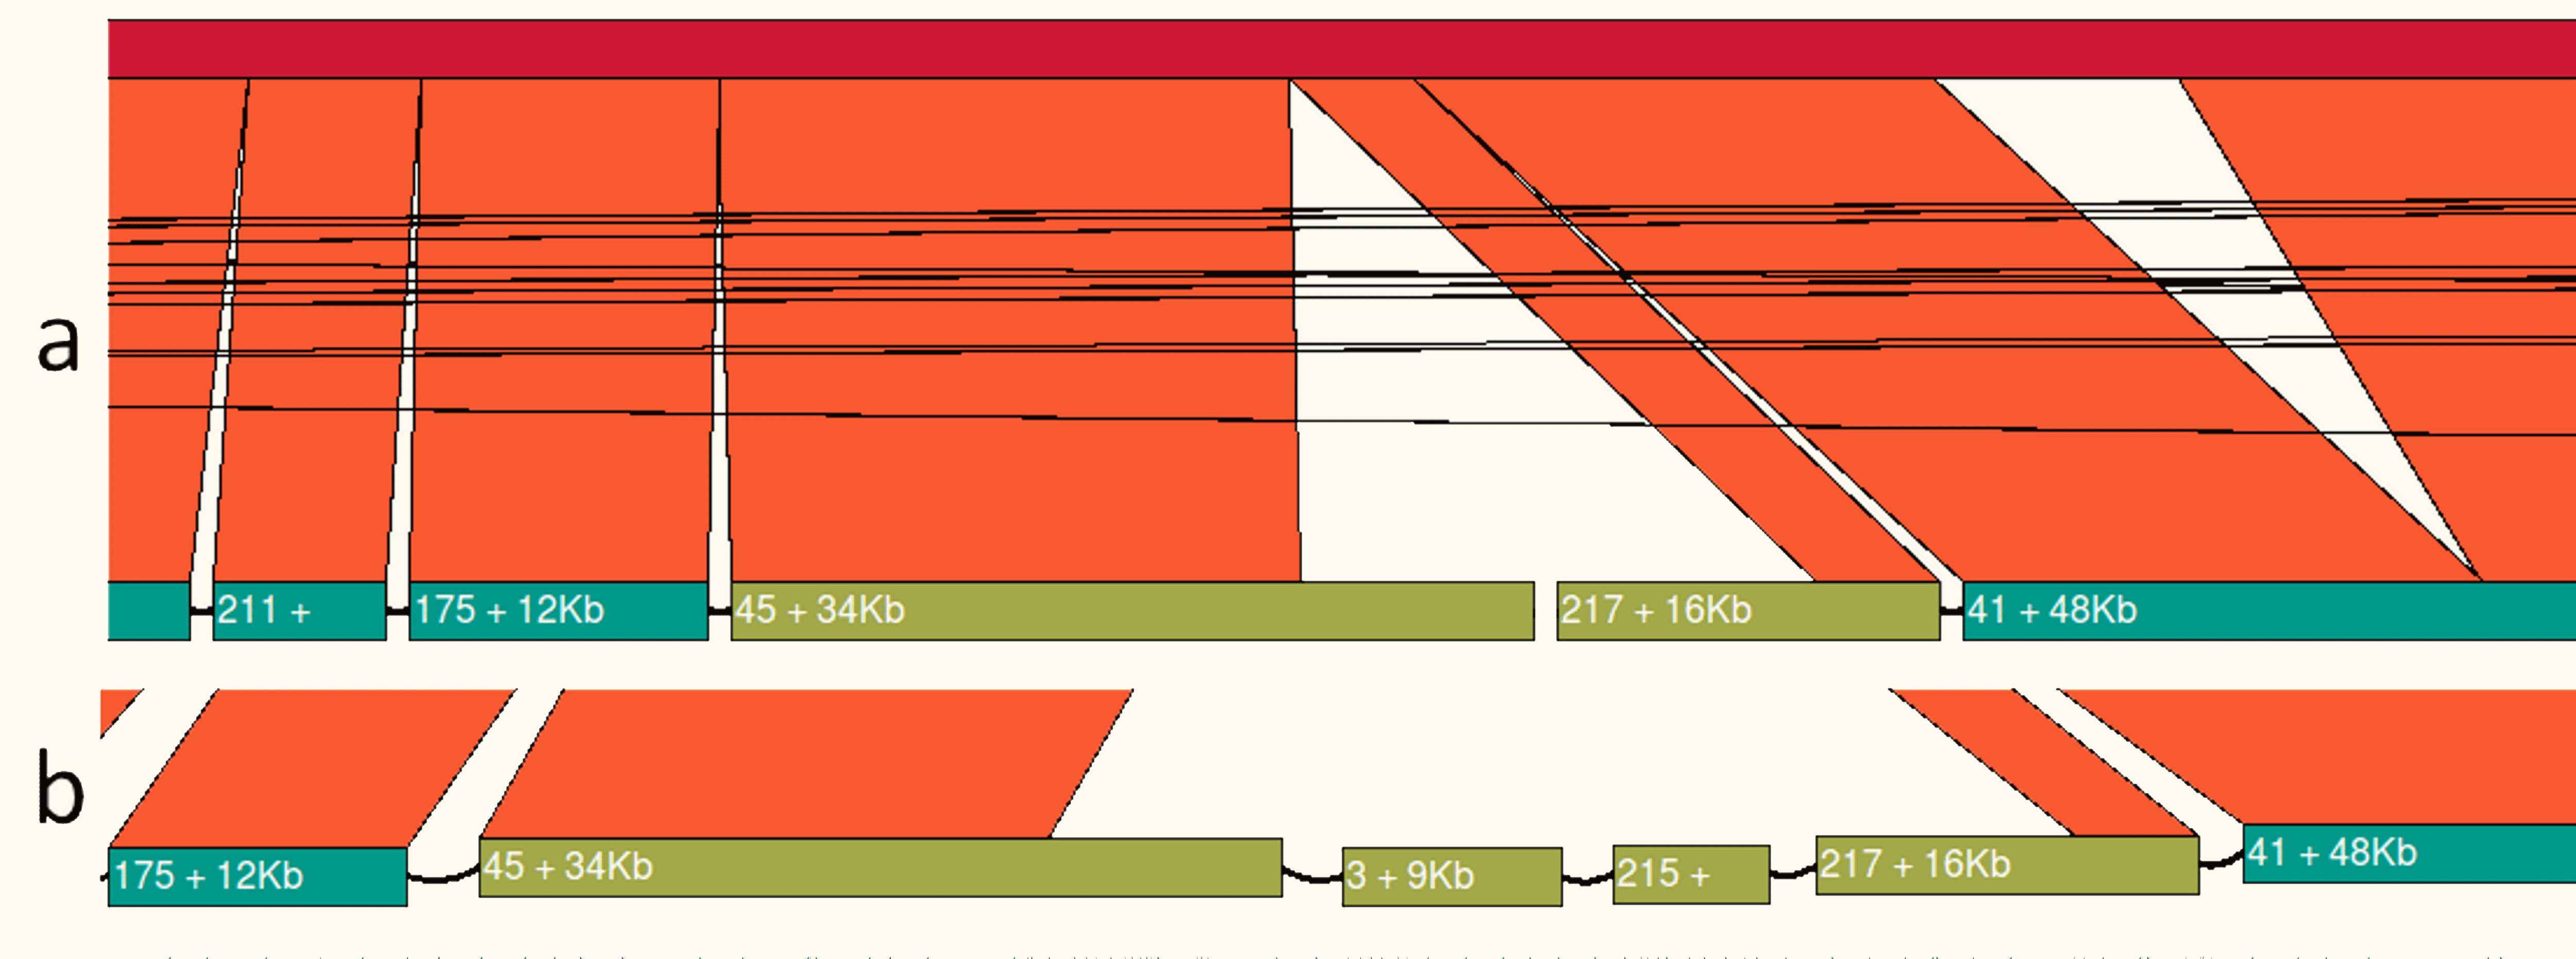 a
211 + 175 + 12Kb 45 + 34Kb 217 + 16Kb 41 + 48Kb
b
175 + 12Kb 45 + 34Kb 3 + 9Kb 215 + 217 + 16Kb 41 + 48Kb